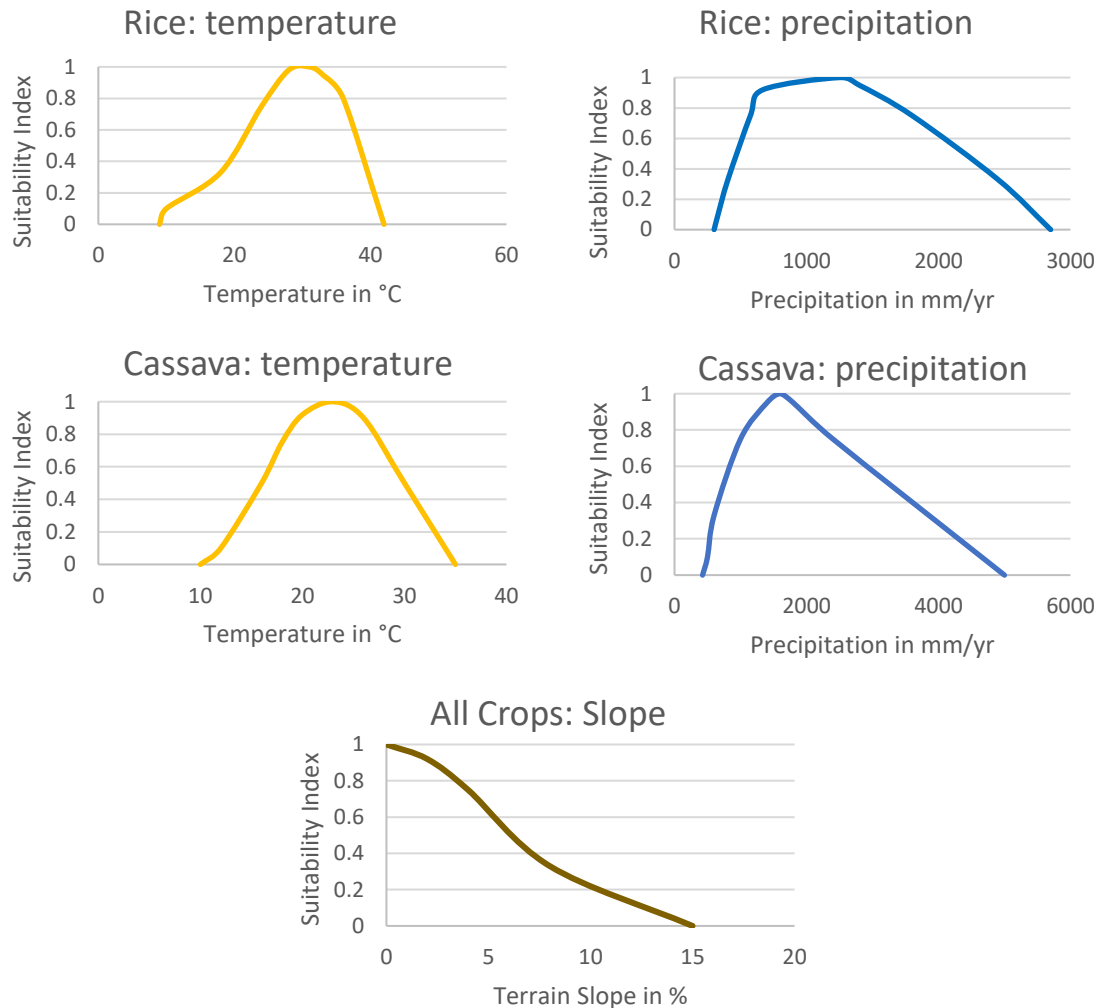 Rice: temperature
Suitability Index
1
0.8
0.6
0.4
0.2
0
0 20 40 60
Temperature in °C
Rice: precipitation
Suitability Index
1
0.8
0.6
0.4
0.2
0
0 1000 2000 3000
Precipitation in mm/yr
Cassava: temperature
Suitability Index
1
0.8
0.6
0.4
0.2
0
0 10 20 30 40
Temperature in °C
Cassava: precipitation
Suitability Index
1
0.8
0.6
0.4
0.2
0
0 2000 4000 6000
Precipitation in mm/yr
All Crops: Slope
Suitability Index
1
0.8
0.6
0.4
0.2
0
0 5 10 15 20
Terrain Slope in %